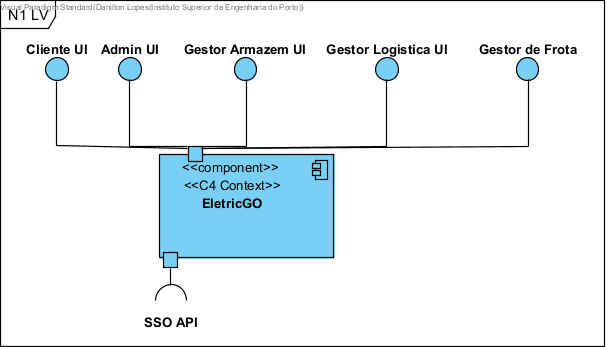 Visual Paradigm Standard(Danilton Lopes(Instituto Superior de Engenharia do Porto))
N1 LV
Cliente UI
Admin UI
Gestor Armazem UI
Gestor Logistica UI
Gestor de Frota
<<component>>
<<C4 Context>>
EletricGO
SSO API